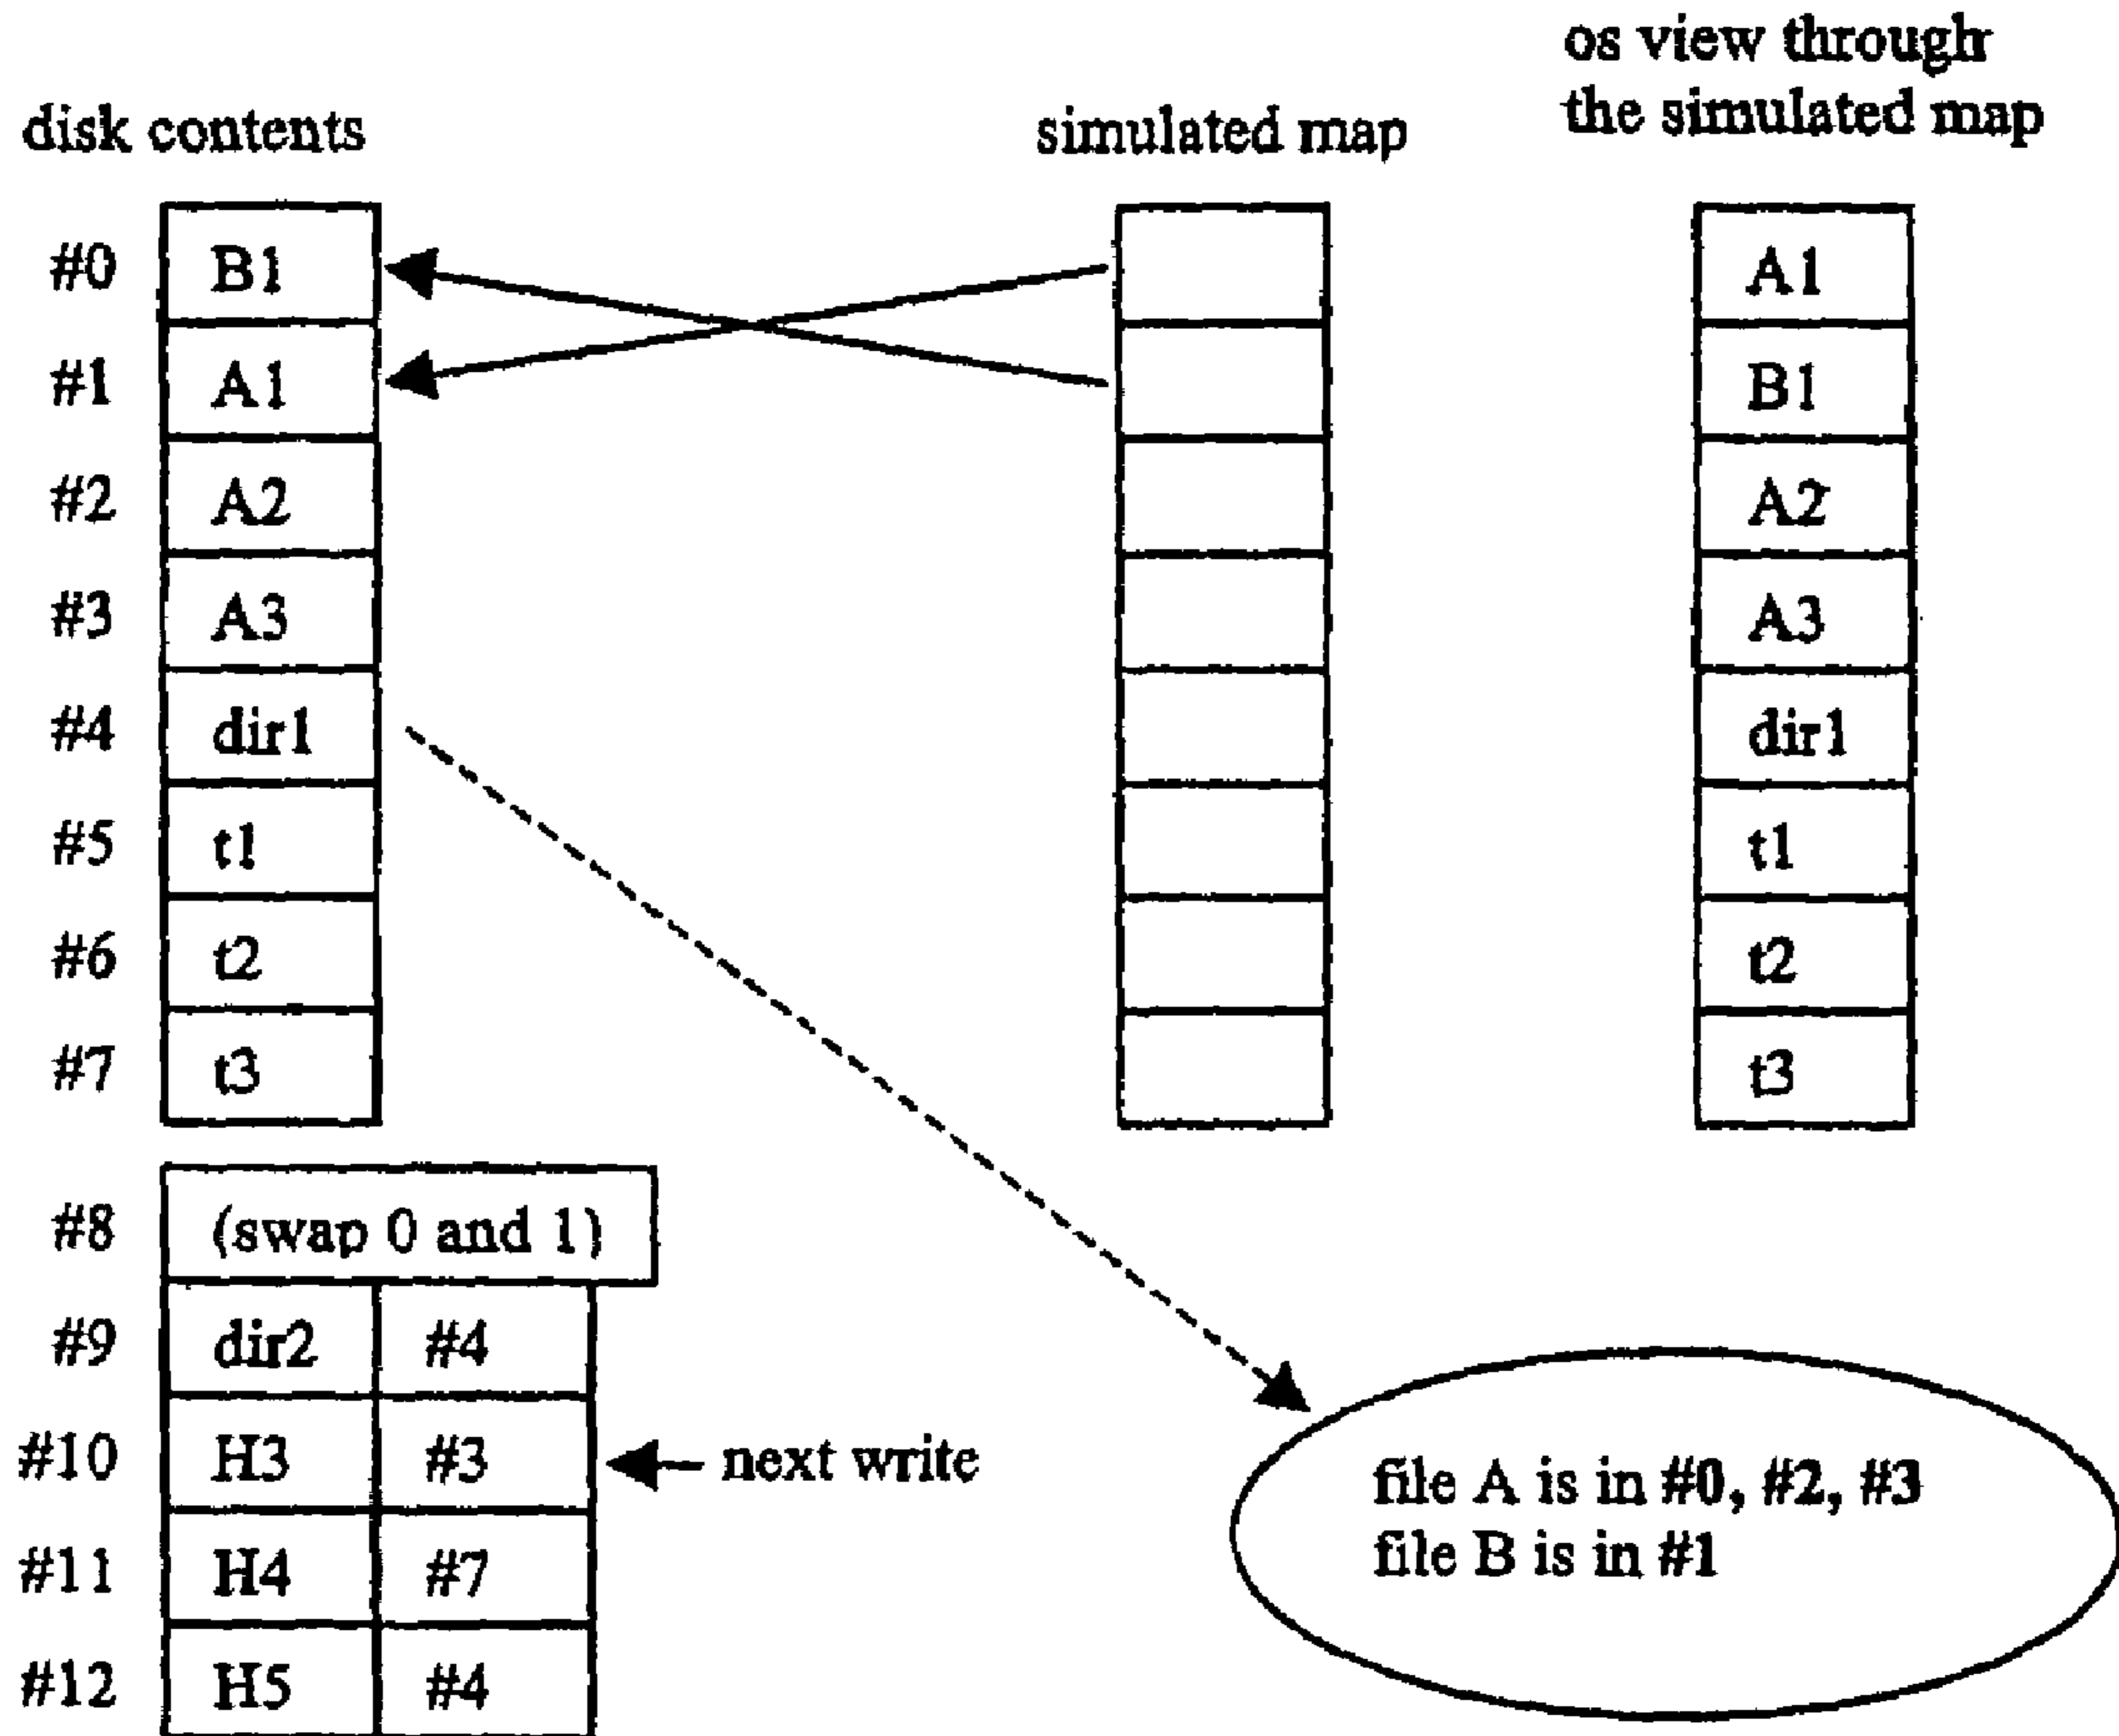 os view through
the simulated map
disk contents
simulated map
#0 B1 A1
#1 A1 B1
#2 A2 A2
#3 A3 A3
#4 dir1 dir1
#5 t1 t1
#6 t2 t2
#7 t3 t3
#8 (swap 0 and 1)
#9 dir2 #4
#10 H3 #3 next write
#11 H4 #7
#12 H5 #4
file A is in #0, #2, #3
file B is in #1